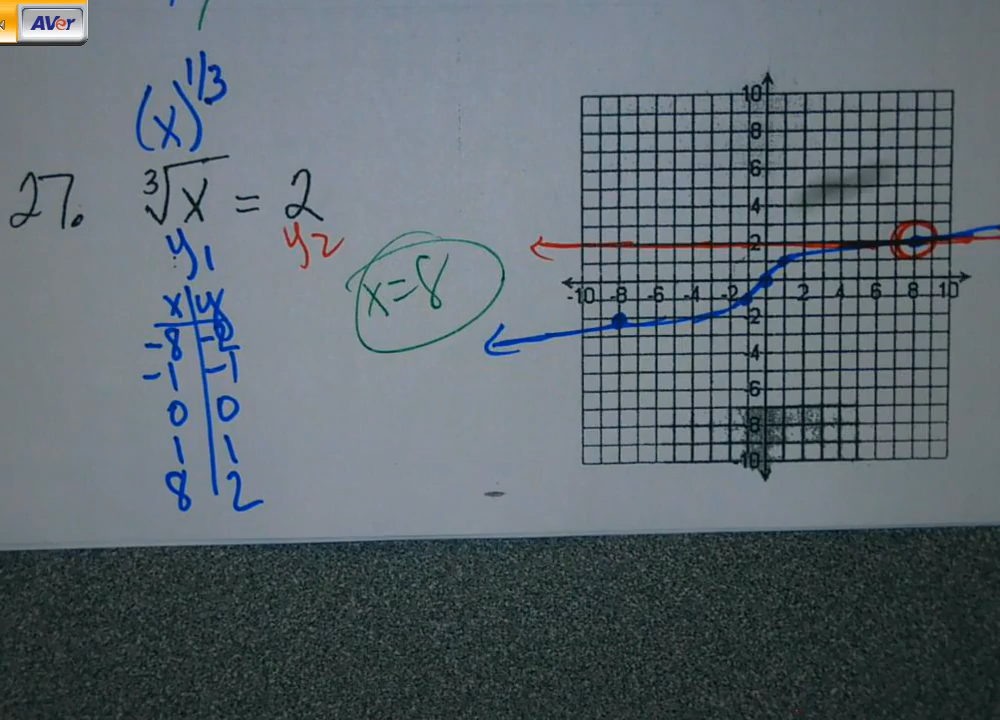 AVer
(x)^1/3
27. ∛x = 2
y1 y2
x=8
x y
-8 -2
-1 -1
0 0
1 1
8 2
10
8
6
4
2
-10 -8 -6 -4 -2 2 4 6 8 10
-2
-4
-6
-8
-10